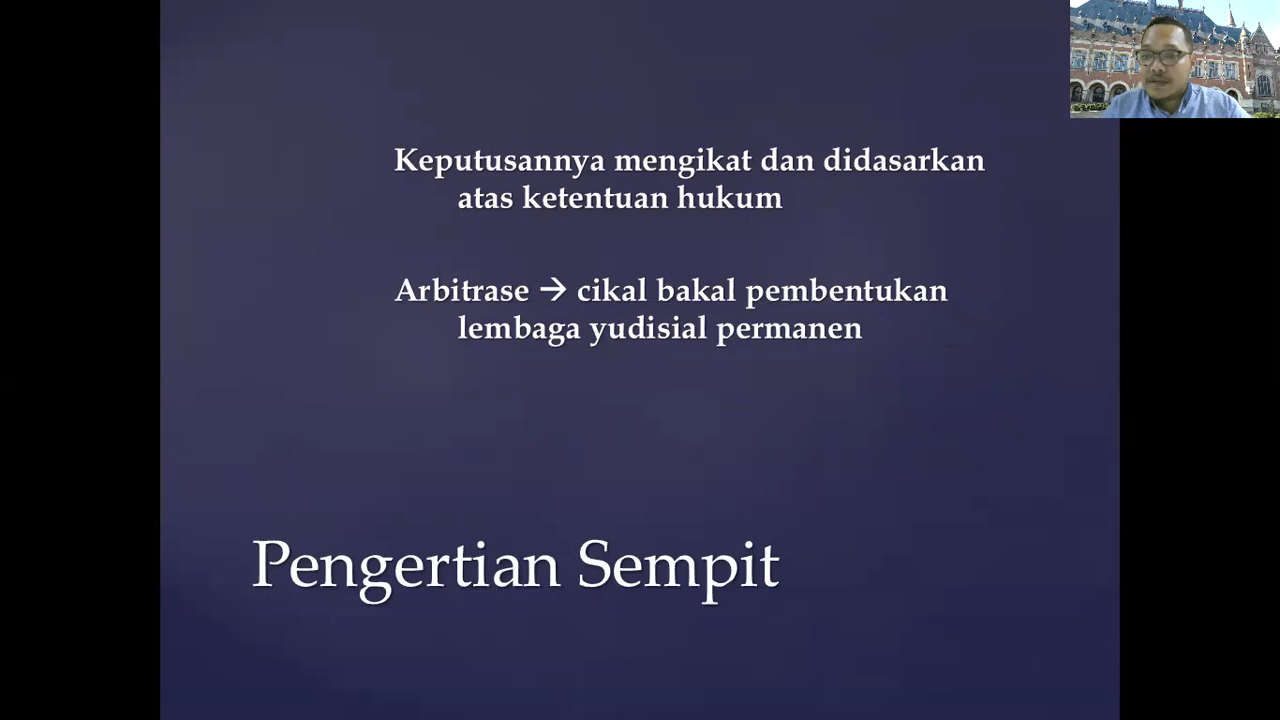 Keputusannya mengikat dan didasarkan
atas ketentuan hukum
Arbitrase → cikal bakal pembentukan
lembaga yudisial permanen
Pengertian Sempit